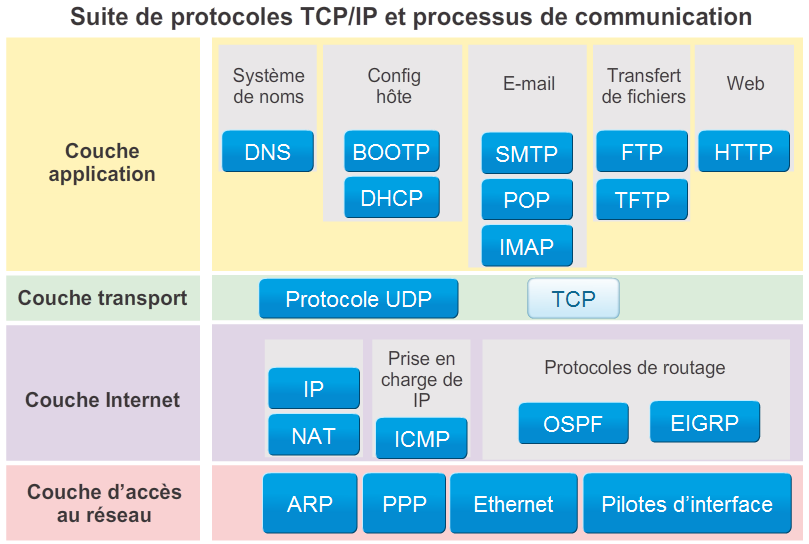 Suite de protocoles TCP/IP et processus de communication
Couche
application
Système
de noms
DNS
Config
hôte
BOOTP
DHCP
E-mail
SMTP
POP
IMAP
Transfert
de fichiers
FTP
TFTP
Web
HTTP
Couche transport
Protocole UDP
TCP
Couche Internet
IP
NAT
Prise en
charge de
IP
ICMP
Protocoles de routage
OSPF
EIGRP
Couche d’accès
au réseau
ARP
PPP
Ethernet
Pilotes d’interface